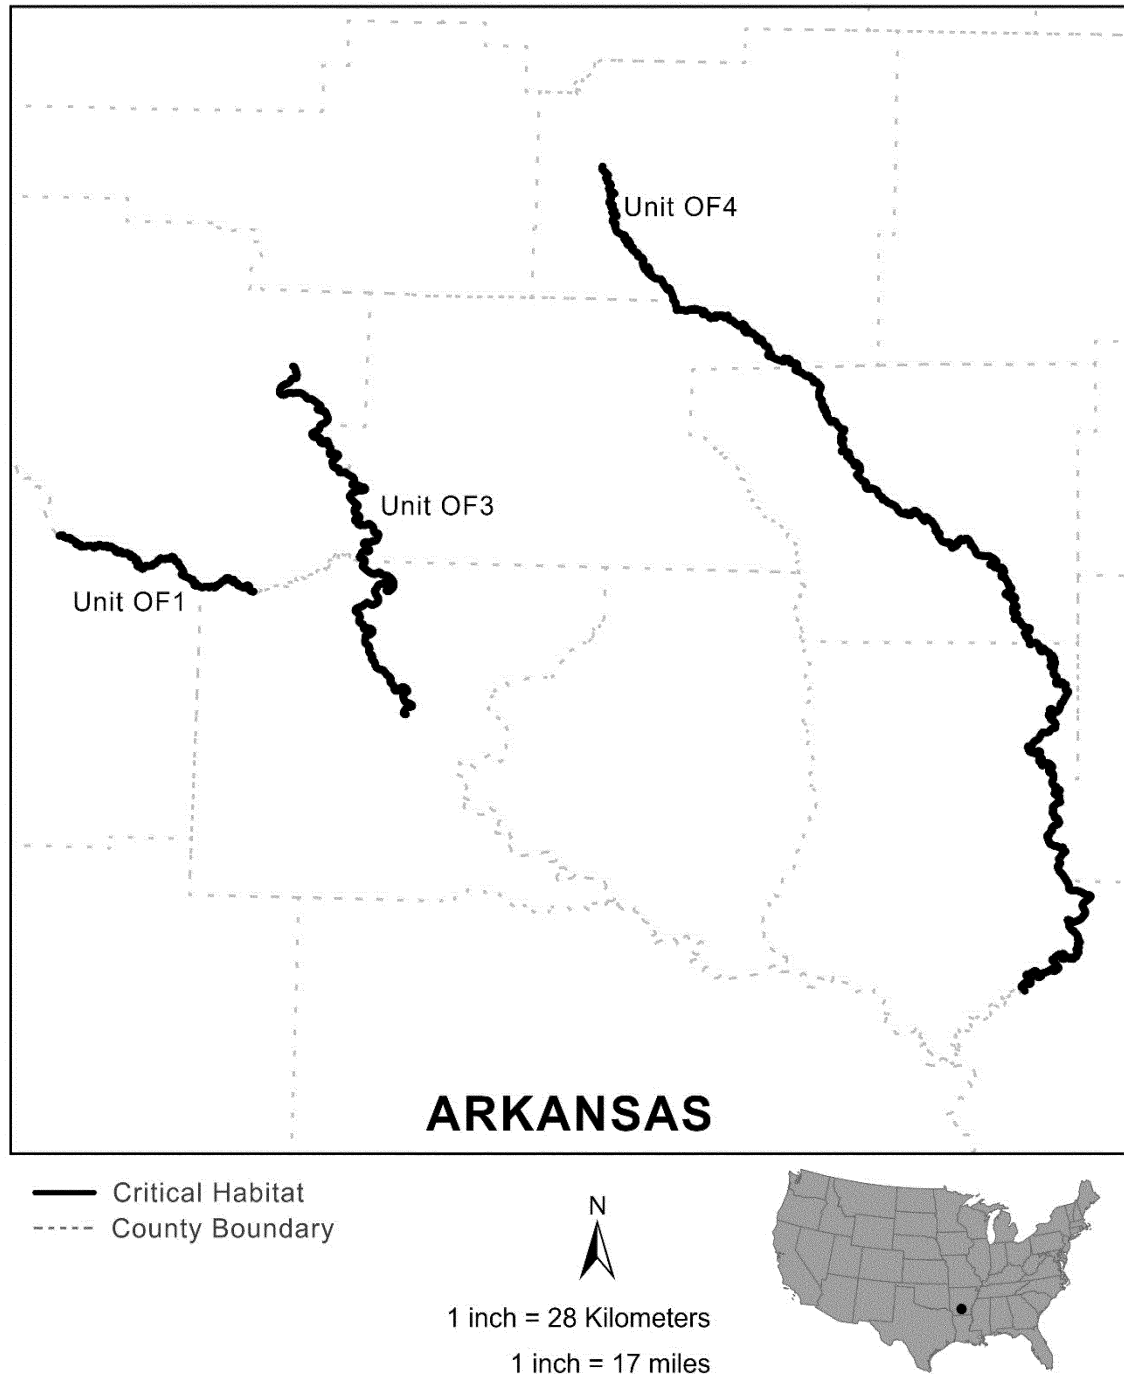 Unit OF4
Unit OF3
Unit OF1
ARKANSAS
Critical Habitat
County Boundary
N
1 inch = 28 Kilometers
1 inch = 17 miles